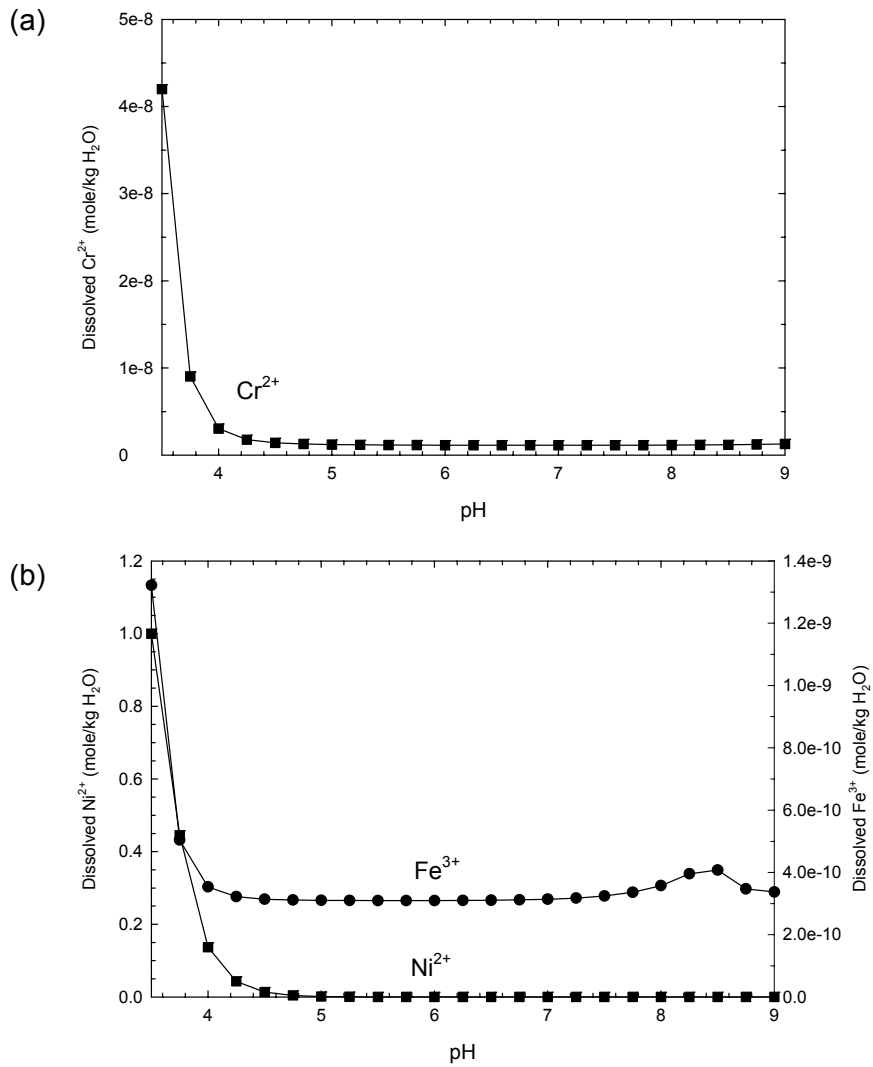 (a)
5e-8
4e-8
3e-8
2e-8
1e-8
0
Dissolved Cr²⁺ (mole/kg H₂O)
Cr²⁺
4 5 6 7 8 9
pH
(b)
1.2
1.0
0.8
0.6
0.4
0.2
0.0
Dissolved Ni²⁺ (mole/kg H₂O)
Fe³⁺
Ni²⁺
1.4e-9
1.2e-9
1.0e-9
8.0e-10
6.0e-10
4.0e-10
2.0e-10
0.0
Dissolved Fe³⁺ (mole/kg H₂O)
4 5 6 7 8 9
pH